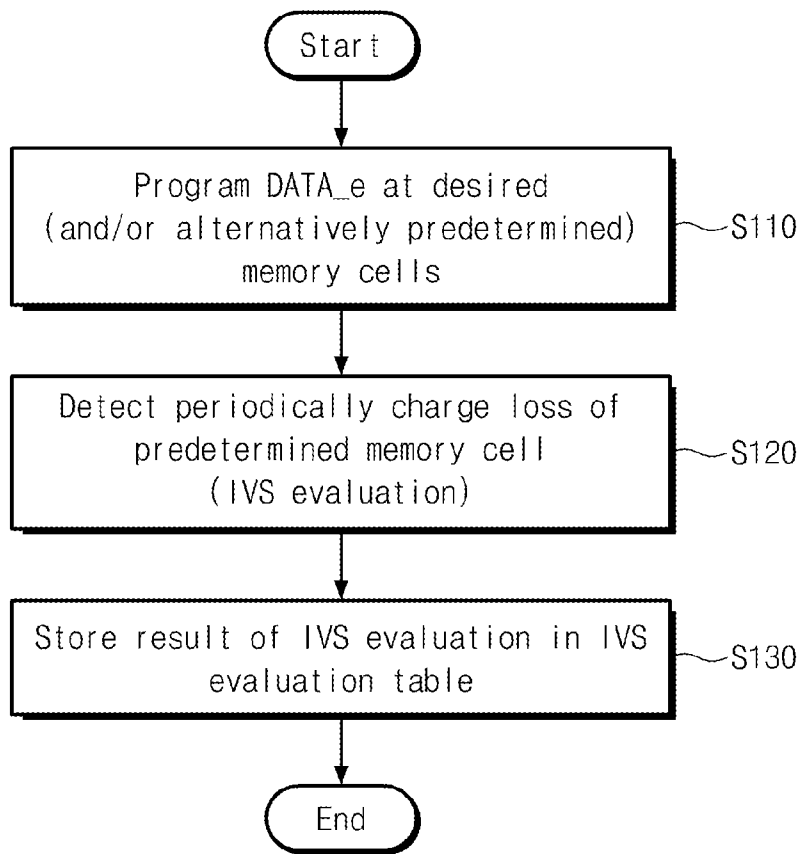 Start
Program DATA_e at desired
(and/or alternatively predetermined)
memory cells
S110
Detect periodically charge loss of
predetermined memory cell
(IVS evaluation)
S120
Store result of IVS evaluation in IVS
evaluation table
S130
End